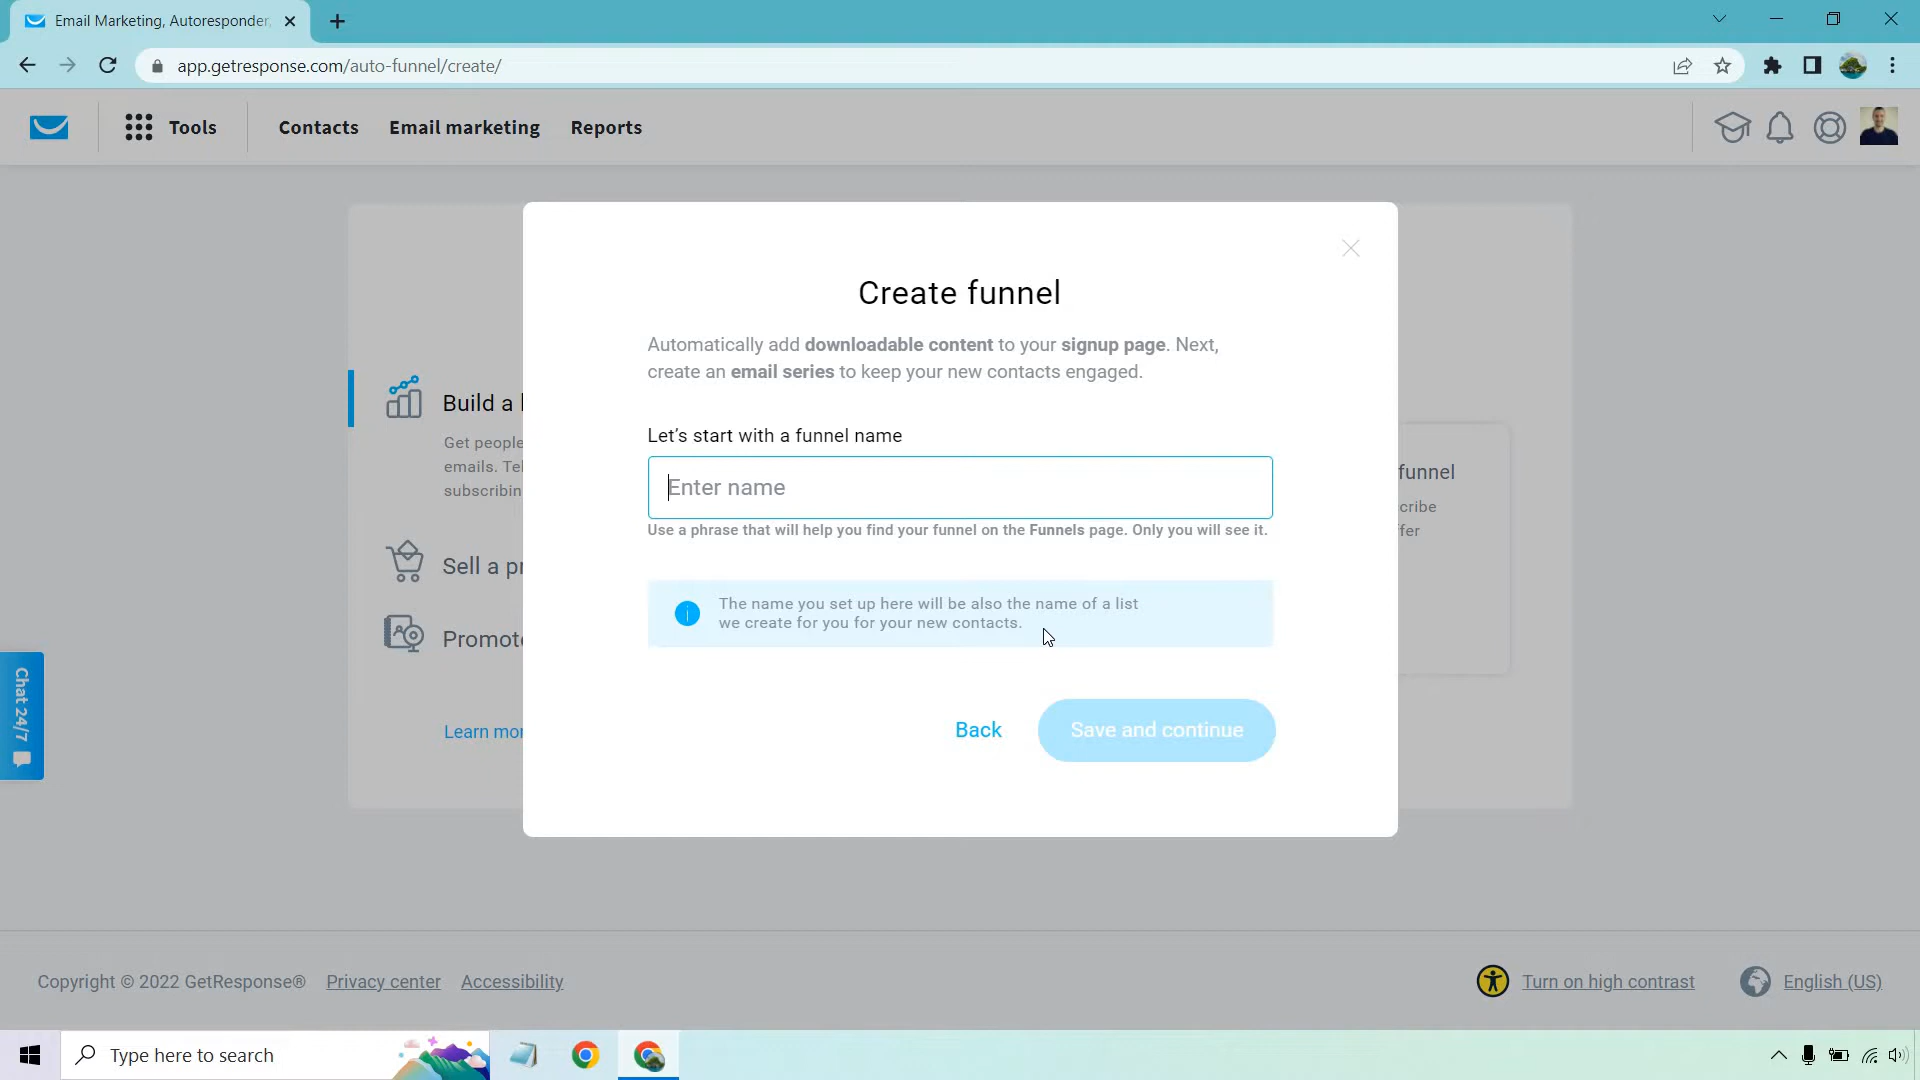 Email Marketing, Autoresponder,
app.getresponse.com/auto-funnel/create/
Tools
Contacts
Email marketing
Reports
Create funnel
Automatically add downloadable content to your signup page. Next,
create an email series to keep your new contacts engaged.
Let's start with a funnel name
Enter name
Use a phrase that will help you find your funnel on the Funnels page. Only you will see it.
The name you set up here will be also the name of a list
we create for you for your new contacts.
Back
Save and continue
Build a
Get people
emails.
subscribin
Sell a pr
Promote
Learn mor
funnel
cribe
ffer
Chat 24/7
Copyright © 2022 GetResponse®
Privacy center
Accessibility
Turn on high contrast
English (US)
Type here to search